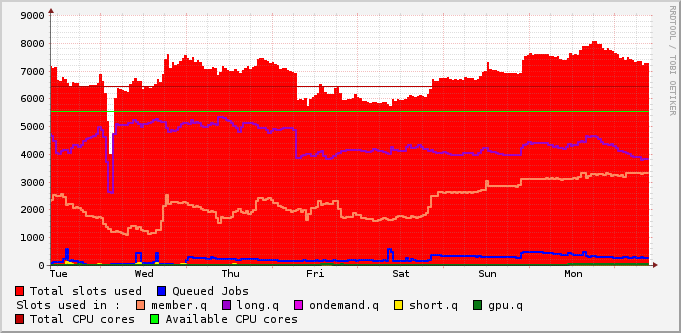 RRDTOOL / TOBI OETIKER
9000
8000
7000
6000
5000
4000
3000
2000
1000
0
Tue Wed Thu Fri Sat Sun Mon
Total slots used Queued Jobs
Slots used in : member.q long.q ondemand.q short.q gpu.q
Total CPU cores Available CPU cores